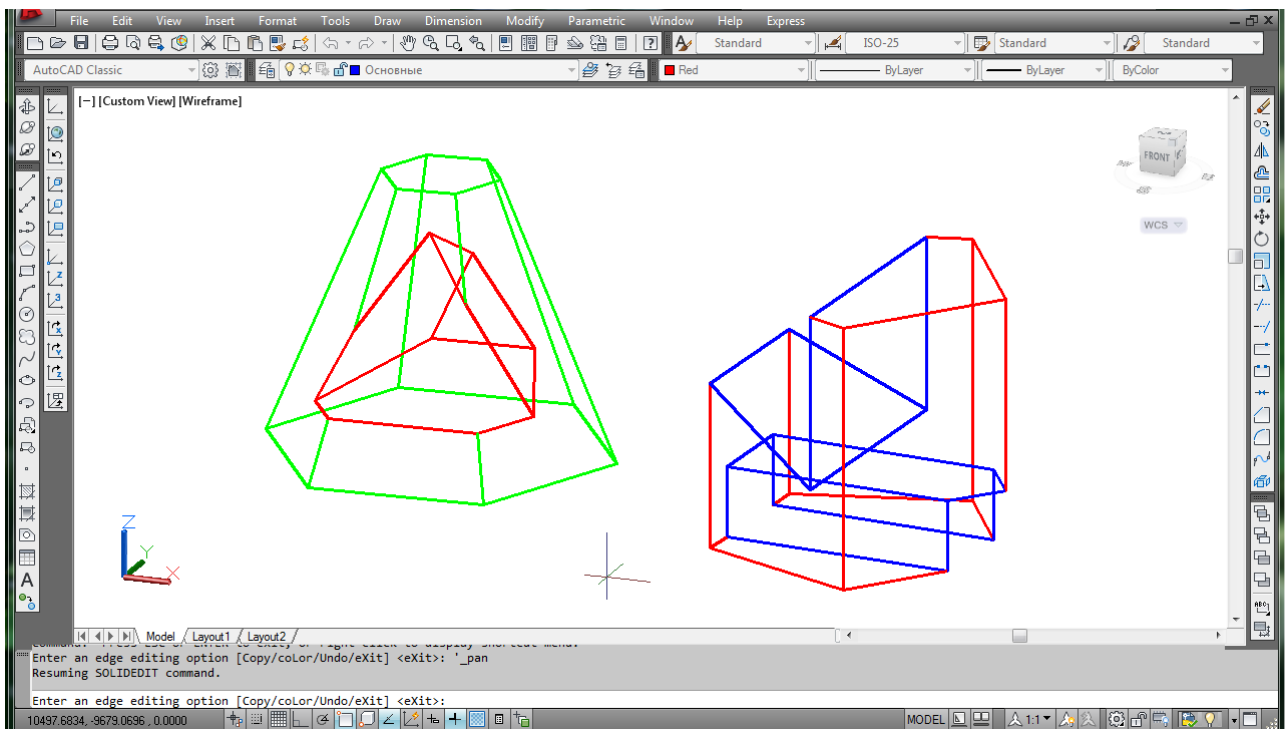 File Edit View Insert Format Tools Draw Dimension Modify Parametric Window Help Express
Standard ISO-25 Standard Standard
AutoCAD Classic Основные Red ByLayer ByLayer ByColor
[−] [Custom View] [Wireframe]
FRONT
WCS
Z
Y
X
Model Layout1 Layout2
Enter an edge editing option [Copy/coLor/Undo/eXit] <eXit>: '_pan
Resuming SOLIDEDIT command.
Enter an edge editing option [Copy/coLor/Undo/eXit] <eXit>:
10497.6834, -9679.0696 , 0.0000 MODEL 1:1